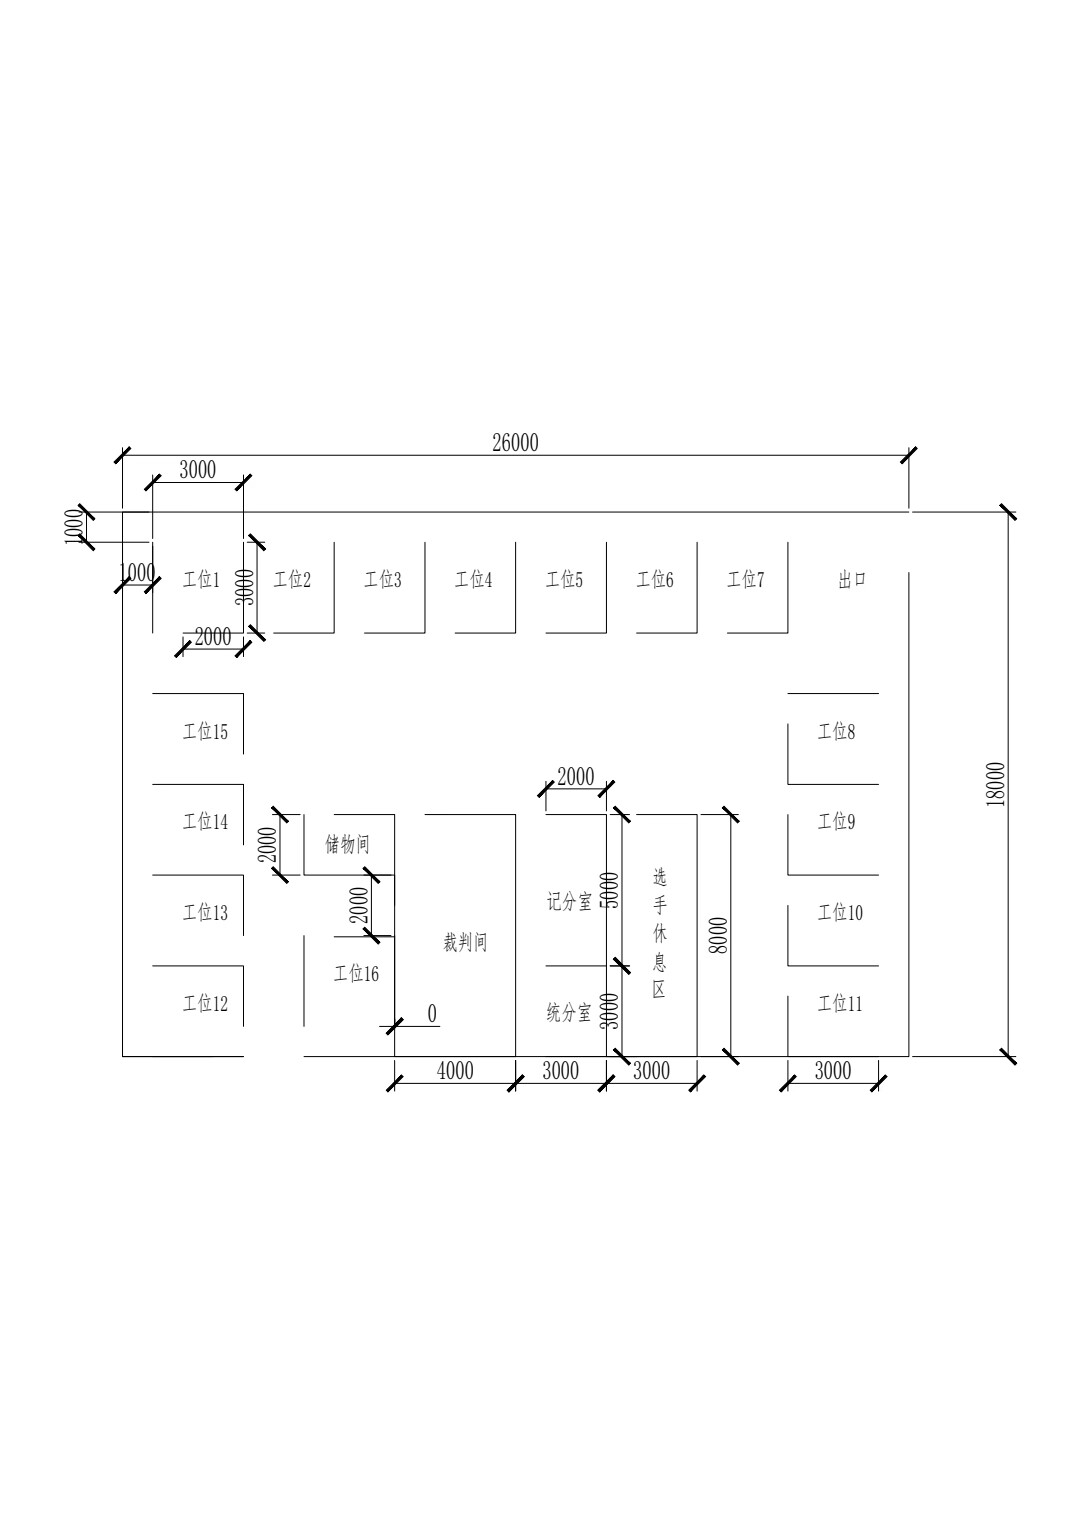 26000
3000
1000
1000
工位1
3000
工位2
工位3
工位4
工位5
工位6
工位7
出口
2000
工位15
工位8
2000
18000
工位14
2000
储物间
工位9
工位13
2000
裁判间
记分室
5000
选
手
休
息
区
8000
工位10
工位12
工位16
0
统分室
3000
工位11
4000
3000
3000
3000